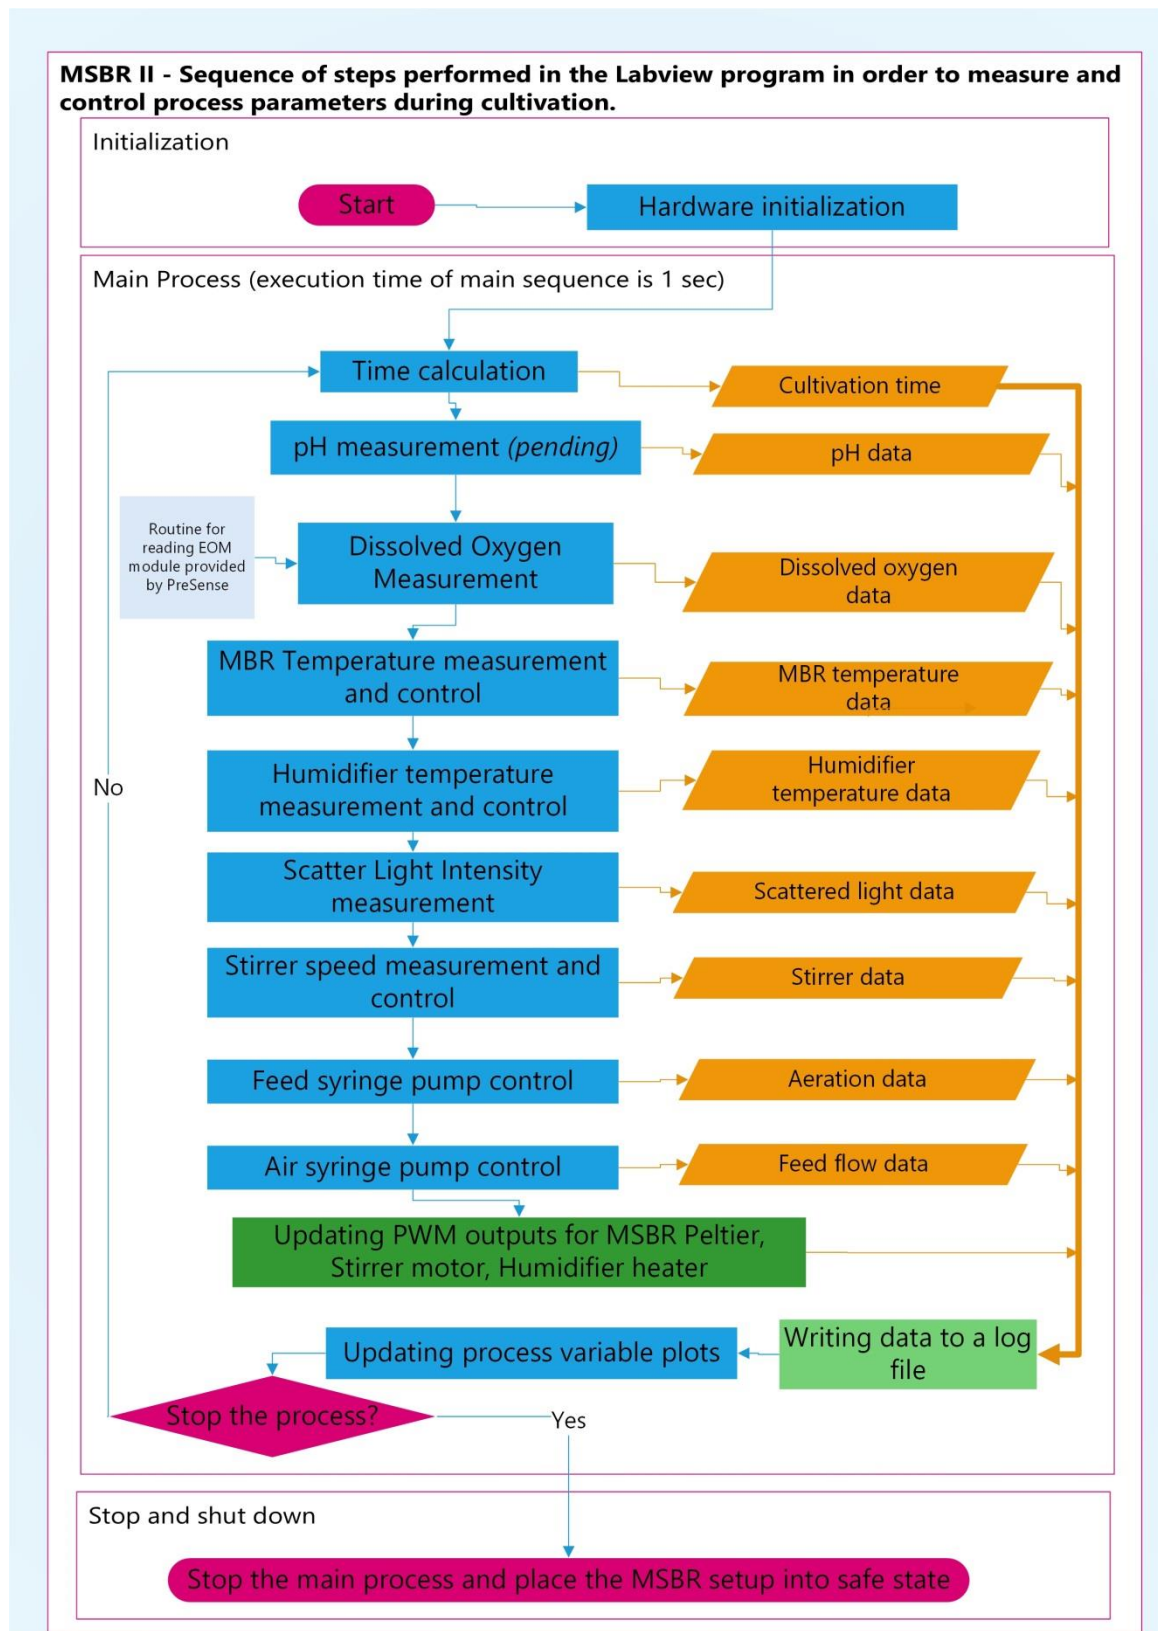 MSBR II - Sequence of steps performed in the Labview program in order to measure and
control process parameters during cultivation.
Initialization
Start
Hardware initialization
Main Process (execution time of main sequence is 1 sec)
Time calculation
Cultivation time
pH measurement (pending)
pH data
Routine for
reading EOM
module provided
by PreSense
Dissolved Oxygen
Measurement
Dissolved oxygen
data
MBR Temperature measurement
and control
MBR temperature
data
Humidifier temperature
measurement and control
Humidifier
temperature data
No
Scatter Light Intensity
measurement
Scattered light data
Stirrer speed measurement and
control
Stirrer data
Feed syringe pump control
Aeration data
Air syringe pump control
Feed flow data
Updating PWM outputs for MSBR Peltier,
Stirrer motor, Humidifier heater
Writing data to a log
file
Updating process variable plots
Stop the process?
Yes
Stop and shut down
Stop the main process and place the MSBR setup into safe state